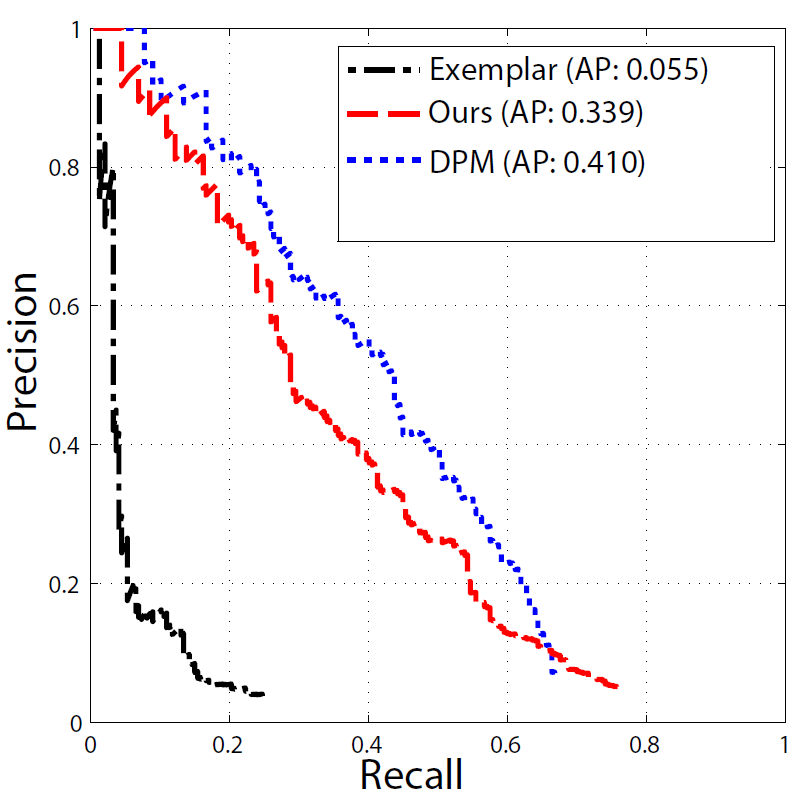 1
0.8
0.6
0.4
0.2
0
Precision
Exemplar (AP: 0.055)
Ours (AP: 0.339)
DPM (AP: 0.410)
0 0.2 0.4 0.6 0.8 1
Recall